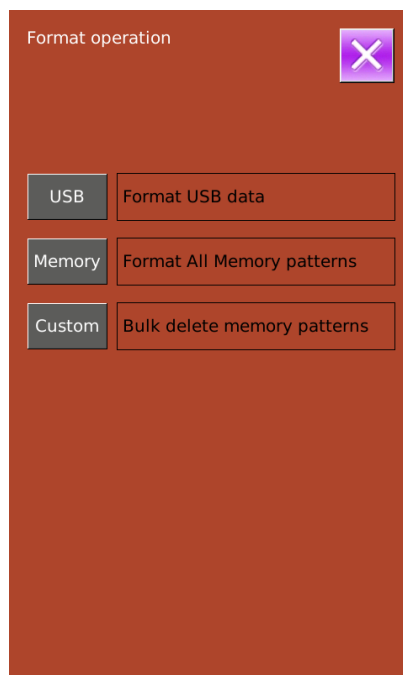 Format operation
USB
Format USB data
Memory
Format All Memory patterns
Custom
Bulk delete memory patterns